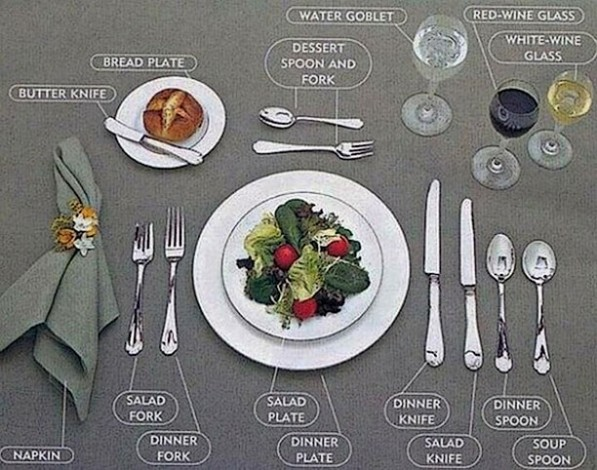 WATER GOBLET
RED-WINE GLASS
WHITE-WINE
GLASS
DESSERT
SPOON AND
FORK
BREAD PLATE
BUTTER KNIFE
SALAD
FORK
DINNER
FORK
SALAD
PLATE
DINNER
PLATE
DINNER
KNIFE
SALAD
KNIFE
DINNER
SPOON
SOUP
SPOON
NAPKIN